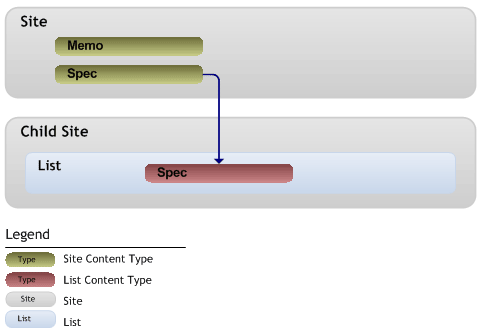 Site
Memo
Spec
Child Site
List
Spec
Legend
Type Site Content Type
Type List Content Type
Site Site
List List